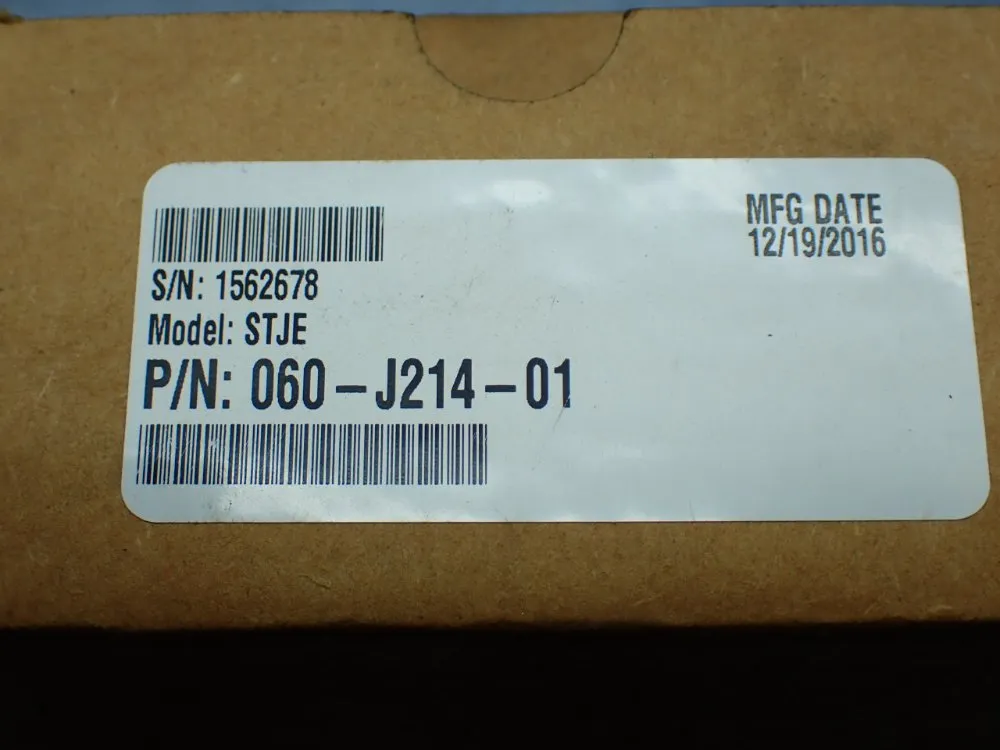 MFG DATE
12/19/2016
S/N: 1562678
Model: STJE
P/N: 060-J214-01